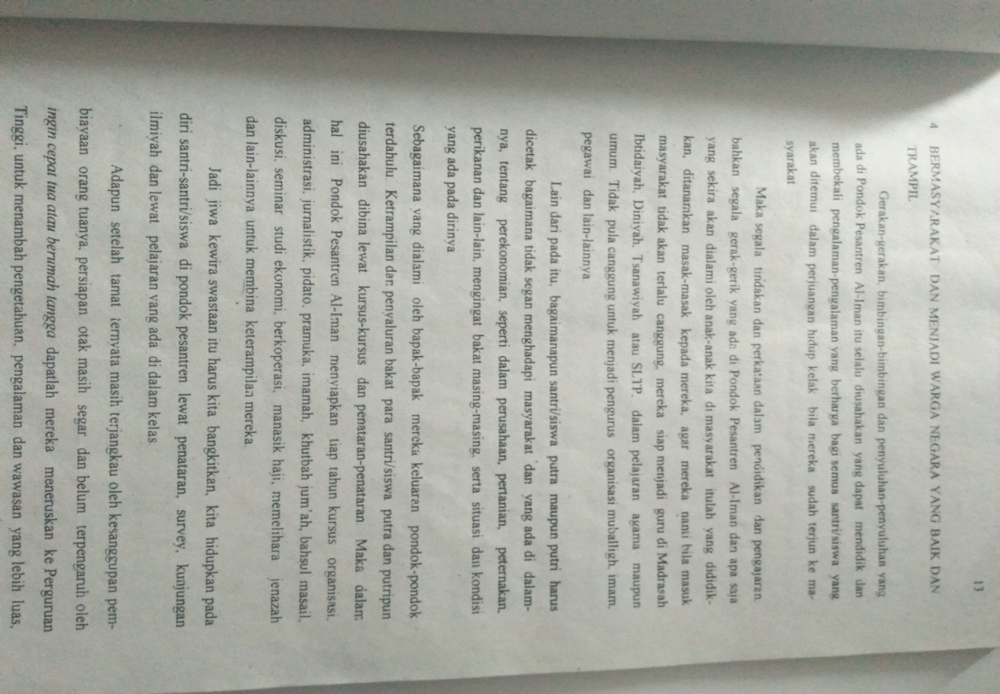 13
4 BERMASYARAKAT DAN MENJADI WARGA NEGARA YANG BAIK DAN
TRAMPIL
Gerakan-gerakan, bimbingan-bimbingan dan penyuluhan-penyuluhan yang
ada di Pondok Pesantren Al-Iman itu selalu diusahakan yang dapat mendidik dan
membekali pengalaman-pengalaman yang berharga bagi semua santri/siswa yang
akan ditemui dalam perjuangan hidup kelak bila mereka sudah terjun ke ma-
syarakat
Maka segala tindakan dan perkataan dalam pendidikan dan pengajaran
bahkan segala gerak-gerik yang ada di Pondok Pesantren Al-Iman dan apa saja
yang sekira akan dialami oleh anak-anak kita di masyarakat itulah yang dididik-
kan, ditanamkan masak-masak kepada mereka, agar mereka nanti bila masuk
masyarakat tidak akan terlalu canggung, mereka siap menjadi guru di Madrasah
Ibtidaiyah, Diniyah, Tsanawiyah atau SLTP, dalam pelajaran agama maupun
umum. Tidak pula canggung untuk menjadi pengurus organisasi muballigh, imam,
pegawai dan lain-lainnya
Lain dari pada itu, bagaimanapun santri/siswa putra maupun putri harus
dicetak bagaimana tidak segan menghadapi masyarakat dan yang ada di dalam-
nya, tentang perekonomian, seperti dalam perusahaan, pertanian, peternakan,
perikanan dan lain-lain, mengingat bakat masing-masing, serta situasi dan kondisi
yang ada pada dirinya
Sebagaimana yang dialami oleh bapak-bapak mereka keluaran pondok-pondok
terdahulu. Ketrampilan dan penyaluran bakat para santri/siswa putra dan putripun
diusahakan dibina lewat kursus-kursus dan penataran-penataran Maka dalam
hal ini Pondok Pesantren Al-Iman menyiapkan tiap tahun kursus organisasi,
administrasi, jurnalistik, pidato, pramuka, imamah, khutbah jum'ah, bahsul masail,
diskusi, seminar studi ekonomi, berkoperasi, manasik haji, memelihara jenazah
dan lain-lainnya untuk membina keterampilan mereka
Jadi jiwa kewira swastaan itu harus kita bangkitkan, kita hidupkan pada
diri santri-santri/siswa di pondok pesantren lewat penataran, survey, kunjungan
ilmiyah dan lewat pelajaran yang ada di dalam kelas
Adapun setelah tamat ternyata masih terjangkau oleh kesanggupan pem-
biayaan orang tuanya, persiapan otak masih segar dan belum terpengaruh oleh
ingin cepat tua atau berumah tangga dapatlah mereka meneruskan ke Perguruan
Tinggi, untuk menambah pengetahuan, pengalaman dan wawasan yang lebih luas,